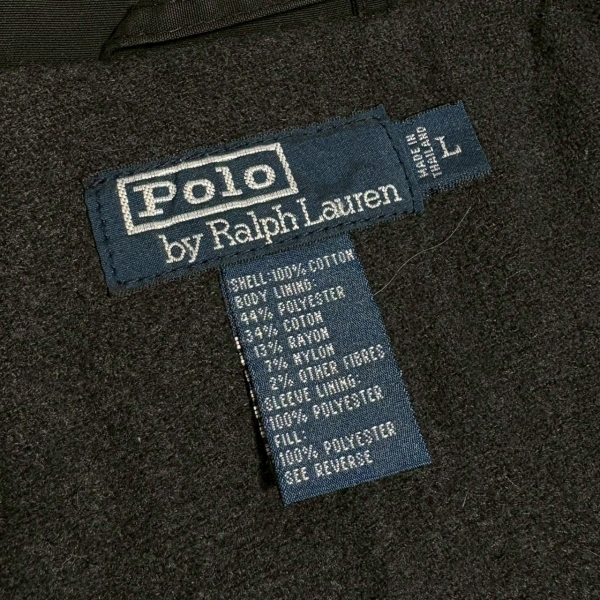 Polo
by Ralph Lauren
MADE IN
THAILAND
L
SHELL:100% COTTON
BODY LINING:
44% POLYESTER
34% COTON
13% RAYON
7% NYLON
2% OTHER FIBRES
SLEEVE LINING:
100% POLYESTER
FILL:
100% POLYESTER
SEE REVERSE